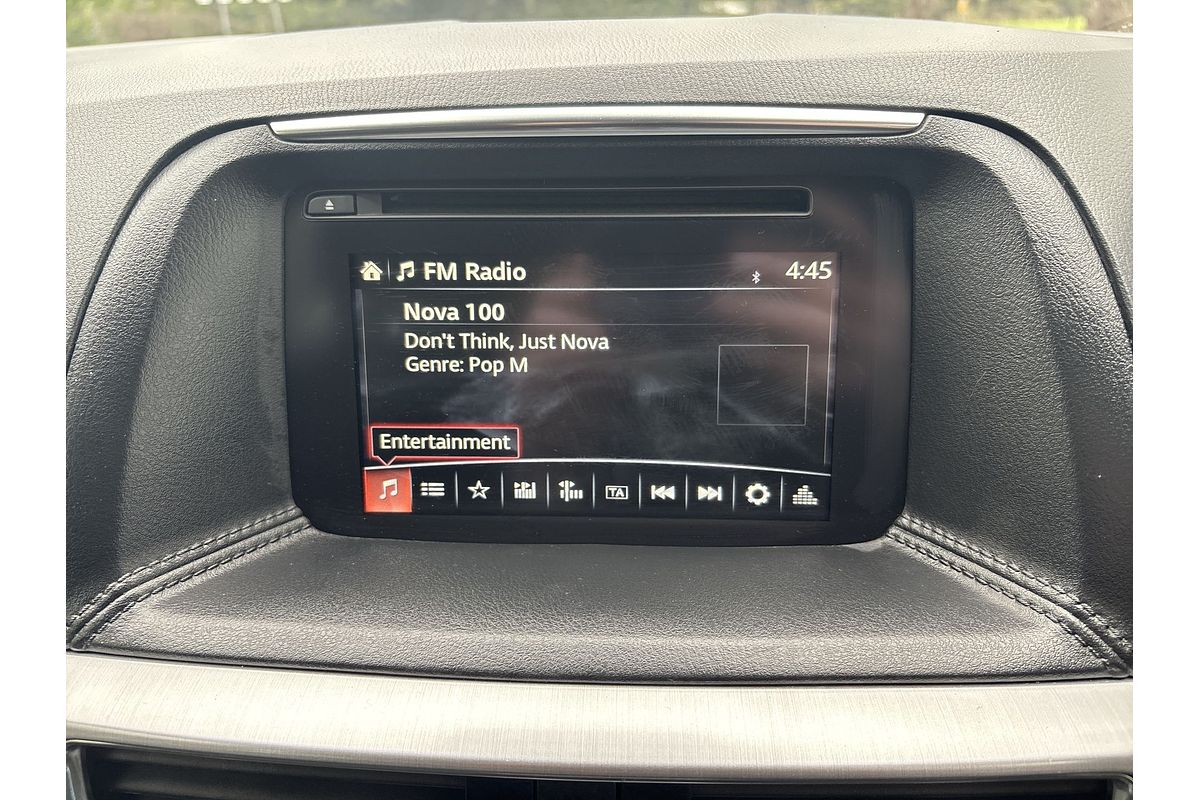 FM Radio 4:45
Nova 100
Don't Think, Just Nova
Genre: Pop M
Entertainment
TA